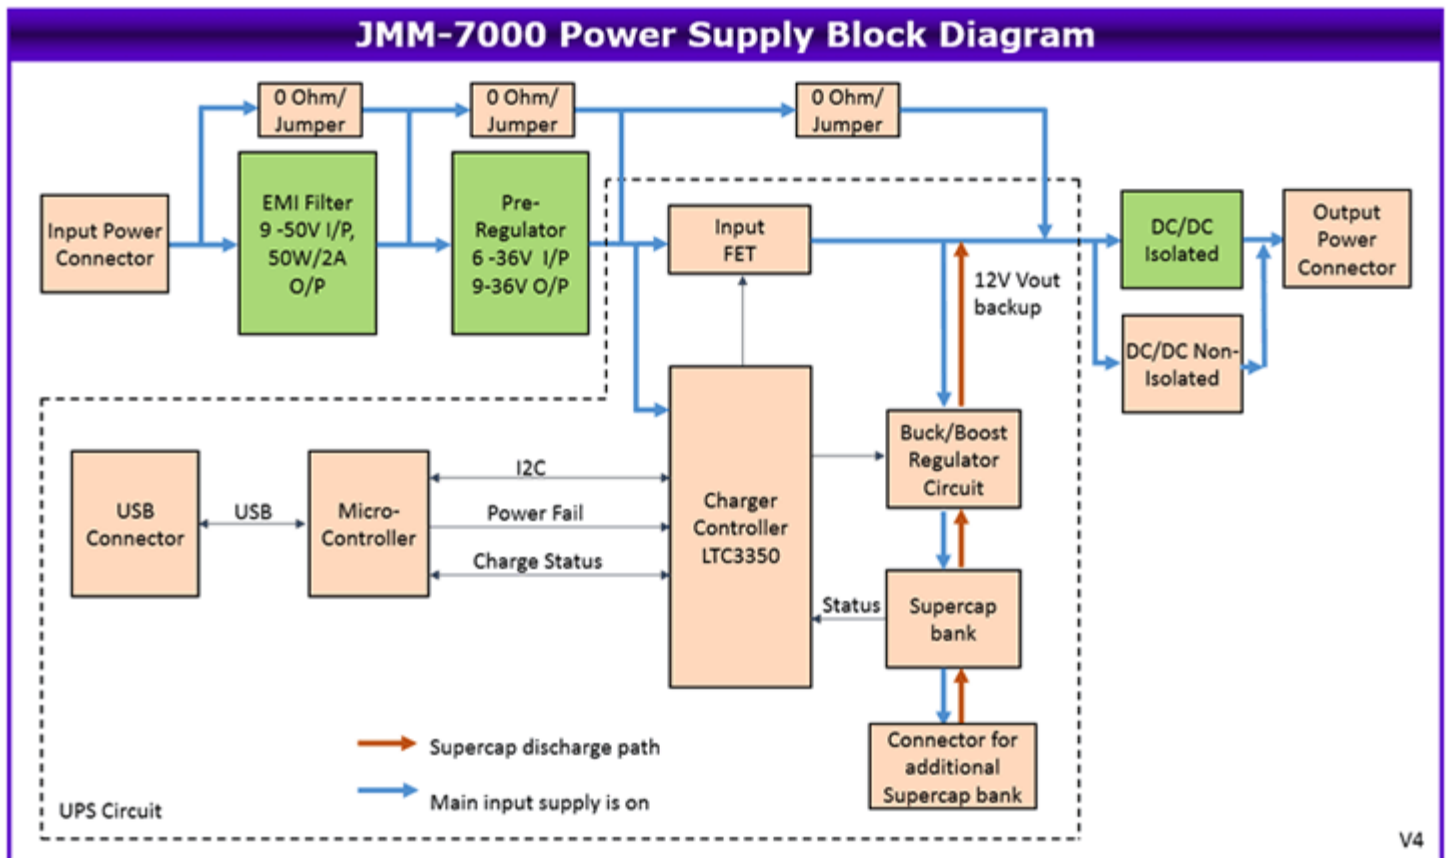 JMM-7000 Power Supply Block Diagram
0 Ohm/
Jumper
0 Ohm/
Jumper
0 Ohm/
Jumper
Input Power
Connector
EMI Filter
9 -50V I/P,
50W/2A
O/P
Pre-
Regulator
6 -36V I/P
9-36V O/P
Input
FET
DC/DC
Isolated
Output
Power
Connector
12V Vout
backup
DC/DC Non-
Isolated
USB
Connector
USB
Micro-
Controller
I2C
Power Fail
Charge Status
Charger
Controller
LTC3350
Buck/Boost
Regulator
Circuit
Status
Supercap
bank
Connector for
additional
Supercap bank
Supercap discharge path
Main input supply is on
UPS Circuit
V4